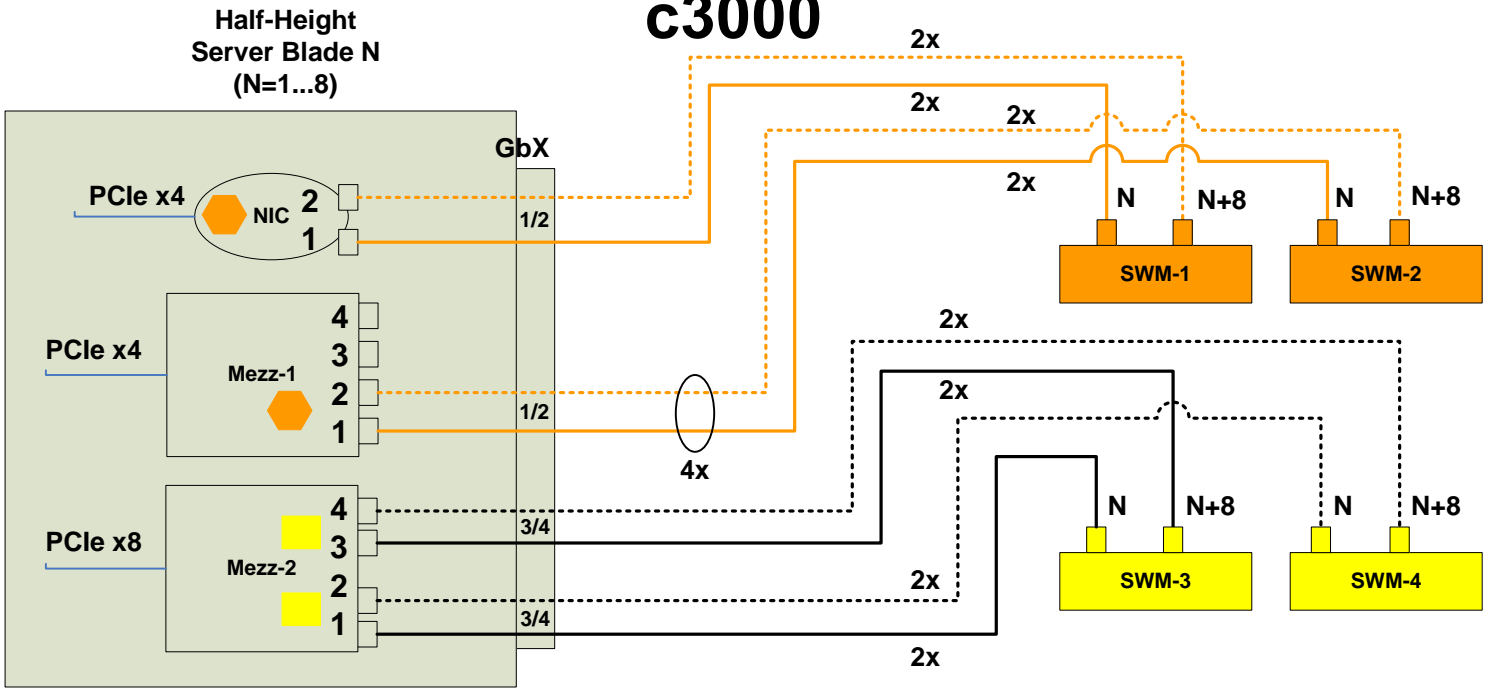 c3000
Half-Height
Server Blade N
(N=1...8)
2x
2x
2x
2x
GbX
PCIe x4
NIC
2
1
1/2
N
N+8
N
N+8
SWM-1
SWM-2
PCIe x4
Mezz-1
4
3
2
1
1/2
4x
2x
2x
PCIe x8
Mezz-2
4
3
2
1
3/4
3/4
2x
2x
N
N+8
N
N+8
SWM-3
SWM-4